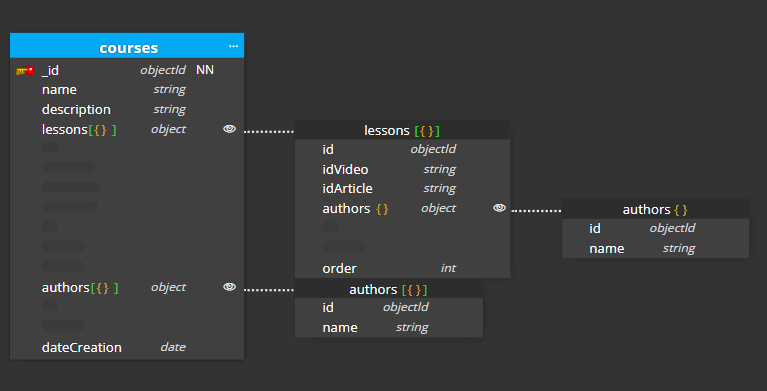 courses ...
_id objectId NN
name string
description string
lessons[{} ] object
authors[{} ] object
dateCreation date
lessons [{}]
id objectId
idVideo string
idArticle string
authors {} object
order int
authors {}
id objectId
name string
authors [{}]
id objectId
name string